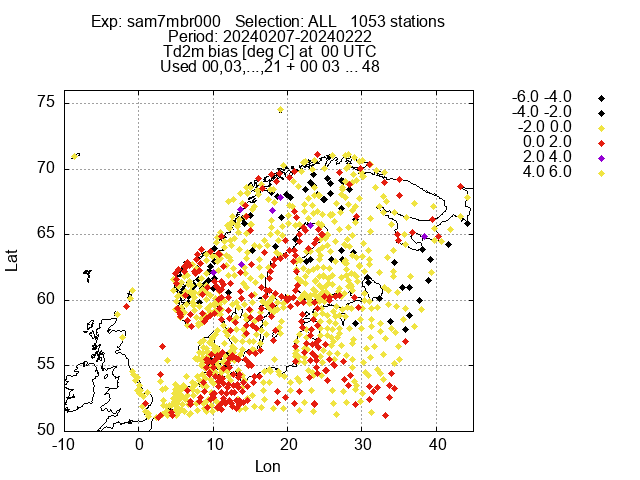 Exp: sam7mbr000 Selection: ALL 1053 stations
Period: 20240207-20240222
Td2m bias [deg C] at 00 UTC
Used 00,03,...,21 + 00 03 ... 48
-6.0 -4.0
-4.0 -2.0
-2.0 0.0
0.0 2.0
2.0 4.0
4.0 6.0
75
70
65
60
55
50
Lat
-10 0 10 20 30 40
Lon